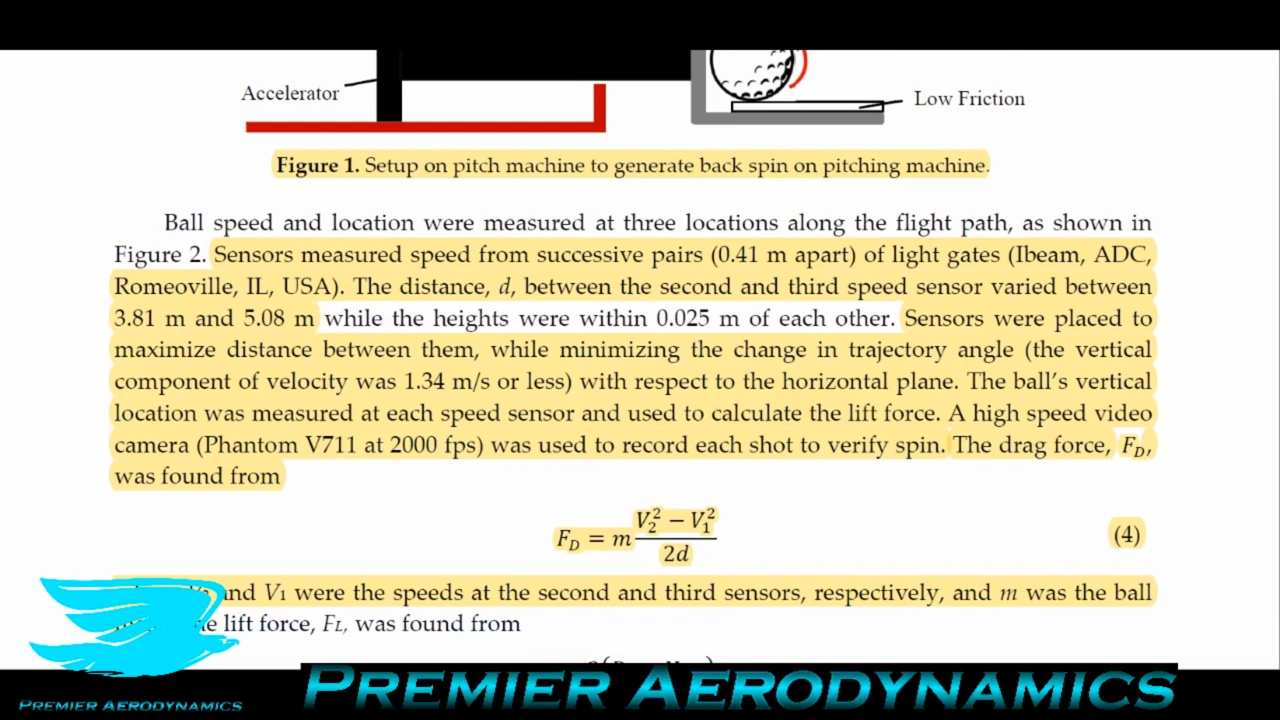 Accelerator
Low Friction
Figure 1. Setup on pitch machine to generate back spin on pitching machine.
Ball speed and location were measured at three locations along the flight path, as shown in
Figure 2. Sensors measured speed from successive pairs (0.41 m apart) of light gates (Ibeam, ADC,
Romeoville, IL, USA). The distance, d, between the second and third speed sensor varied between
3.81 m and 5.08 m while the heights were within 0.025 m of each other. Sensors were placed to
maximize distance between them, while minimizing the change in trajectory angle (the vertical
component of velocity was 1.34 m/s or less) with respect to the horizontal plane. The ball's vertical
location was measured at each speed sensor and used to calculate the lift force. A high speed video
camera (Phantom V711 at 2000 fps) was used to record each shot to verify spin. The drag force, F_D,
was found from
F_D = m (V_2^2 − V_1^2)/(2d) (4)
and V1 were the speeds at the second and third sensors, respectively, and m was the ball
lift force, F_L, was found from
PREMIER AERODYNAMICS
PREMIER AERODYNAMICS